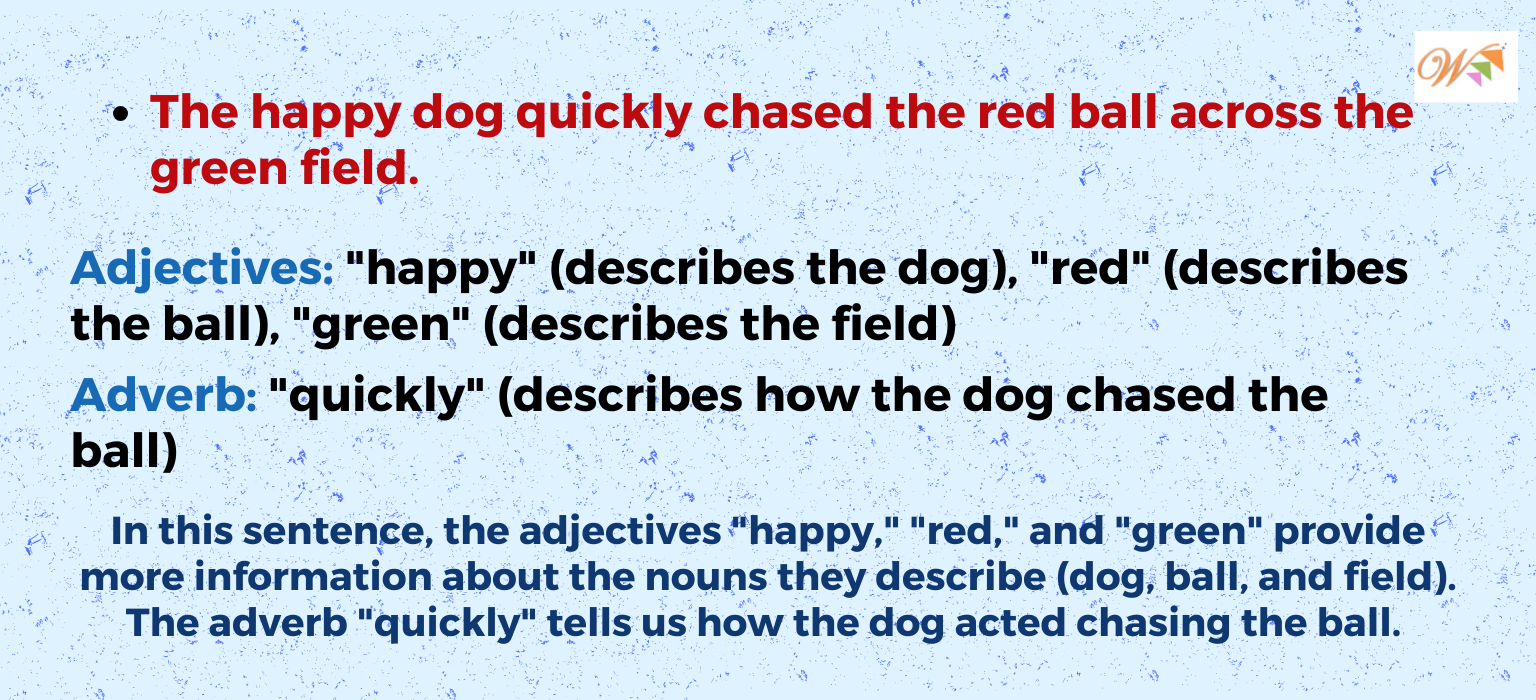 W
• The happy dog quickly chased the red ball across the
green field.
Adjectives: "happy" (describes the dog), "red" (describes
the ball), "green" (describes the field)
Adverb: "quickly" (describes how the dog chased the
ball)
In this sentence, the adjectives "happy," "red," and "green" provide
more information about the nouns they describe (dog, ball, and field).
The adverb "quickly" tells us how the dog acted chasing the ball.